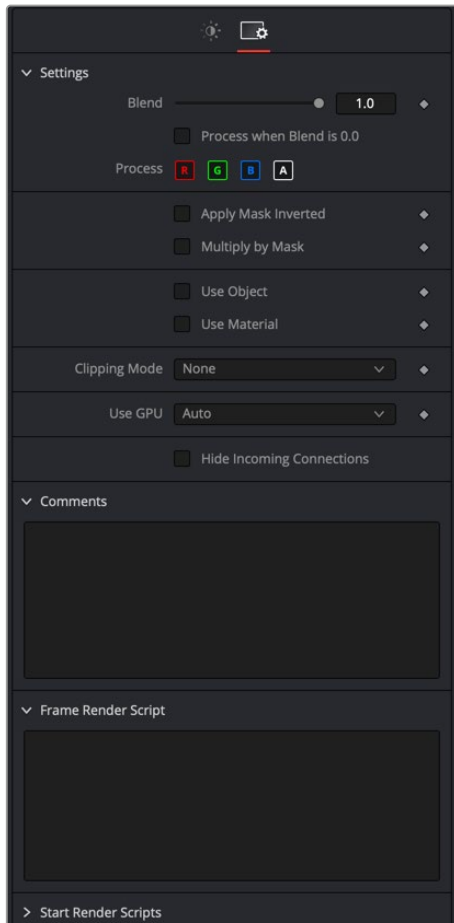 Settings
Blend 1.0
Process when Blend is 0.0
Process R G B A
Apply Mask Inverted
Multiply by Mask
Use Object
Use Material
Clipping Mode None
Use GPU Auto
Hide Incoming Connections
Comments
Frame Render Script
Start Render Scripts